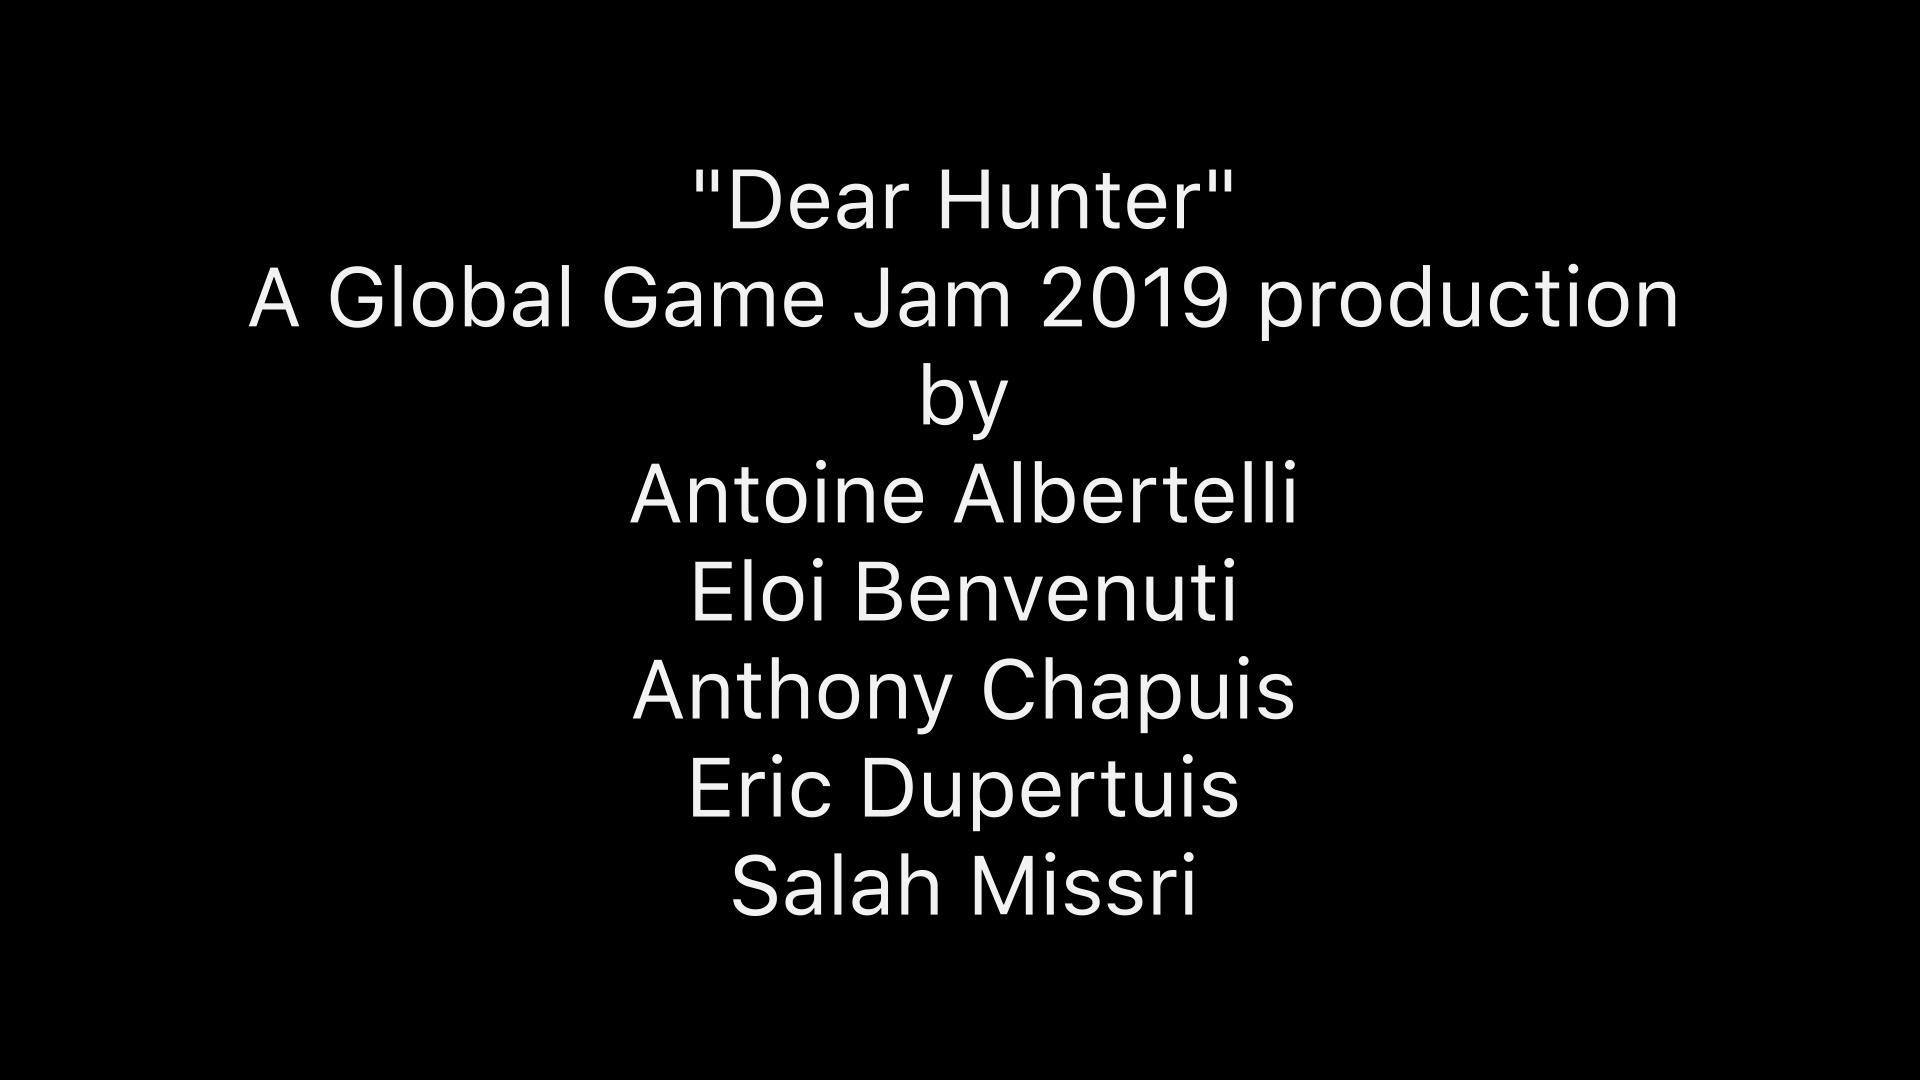 "Dear Hunter"
A Global Game Jam 2019 production
by
Antoine Albertelli
Eloi Benvenuti
Anthony Chapuis
Eric Dupertuis
Salah Missri